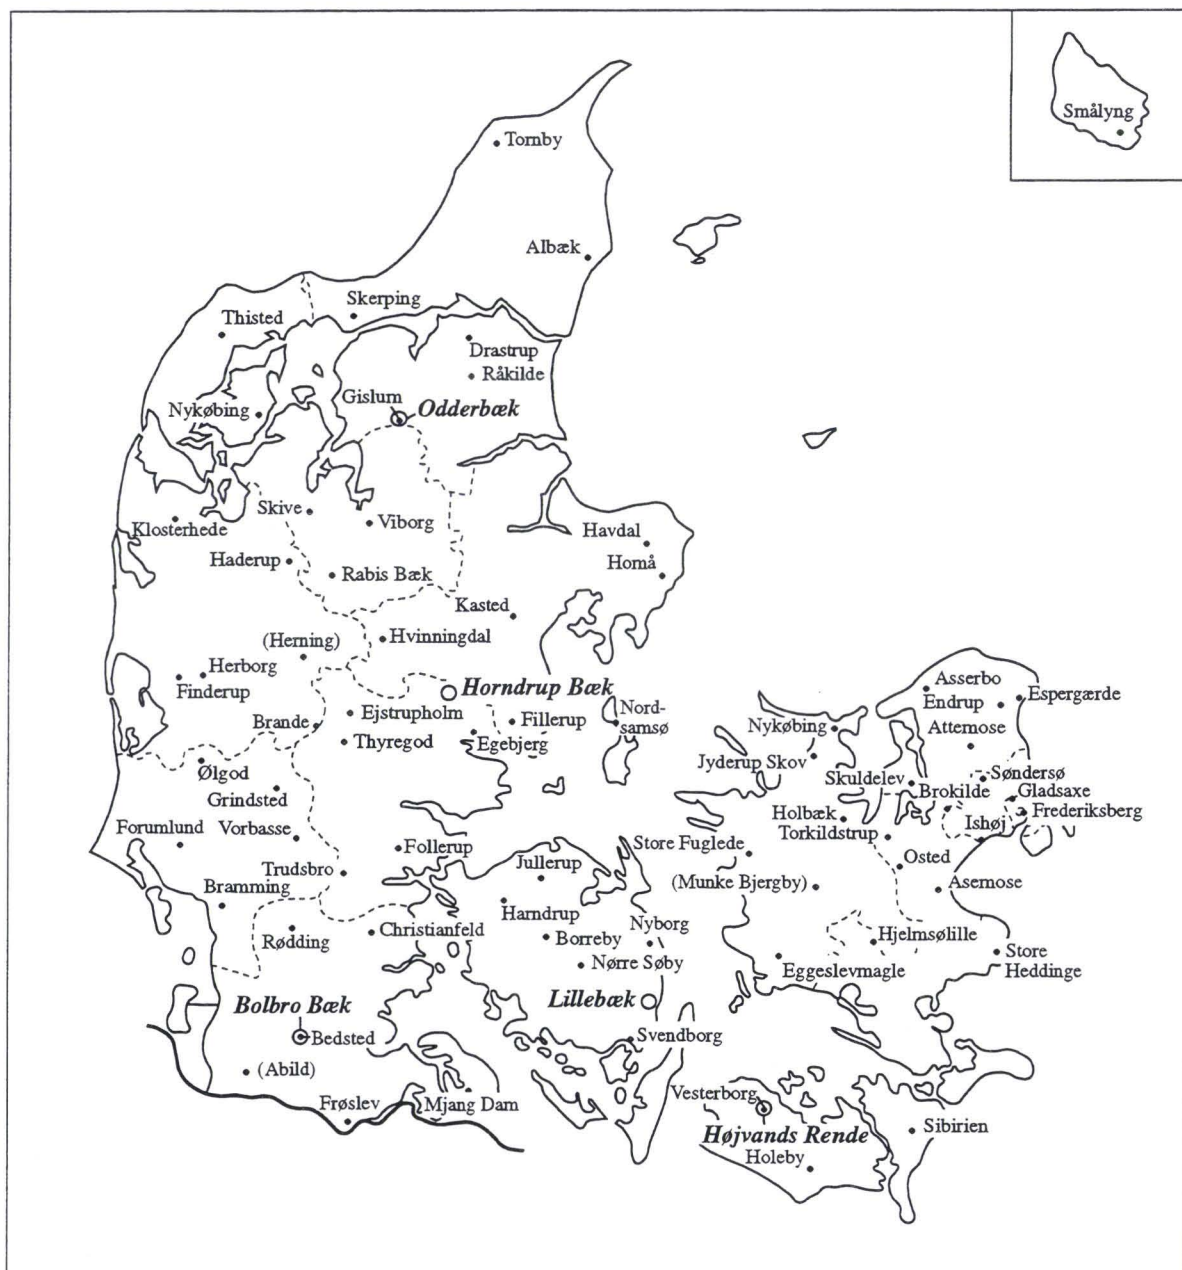 Smålyng
Tornby
Albæk
Skerping
Thisted
Drastrup
Råkilde
Gislum
Nykøbing
Odderbæk
Skive
Viborg
Klosterhede
Havdal
Haderup
Homå
Rabis Bæk
Kasted
(Herning)
Hvinningdal
Herborg
Finderup
Horndrup Bæk
Asserbo
Endrup
Espergærde
Brande
Ejstrupholm
Fillerup
Nord-
samsø
Nykøbing
Attemose
Thyregod
Egebjerg
Jyderup Skov
Ølgod
Skuldelev
Søndersø
Grindsted
Brokilde
Gladsaxe
Holbæk
Frederiksberg
Forumlund
Vorbasse
Torkildstrup
Ishøj
Follerup
Store Fuglede
Jullerup
Osted
Trudsbro
(Munke Bjergby)
Asemose
Bramming
Harndrup
Rødding
Christianfeld
Borreby
Nyborg
Hjelmsølille
Nørre Søby
Eggeslevmagle
Store
Heddinge
Bolbro Bæk
Lillebæk
Bedsted
Svendborg
(Abild)
Vesterborg
Frøslev
Mjang Dam
Højvands Rende
Sibirien
Holeby